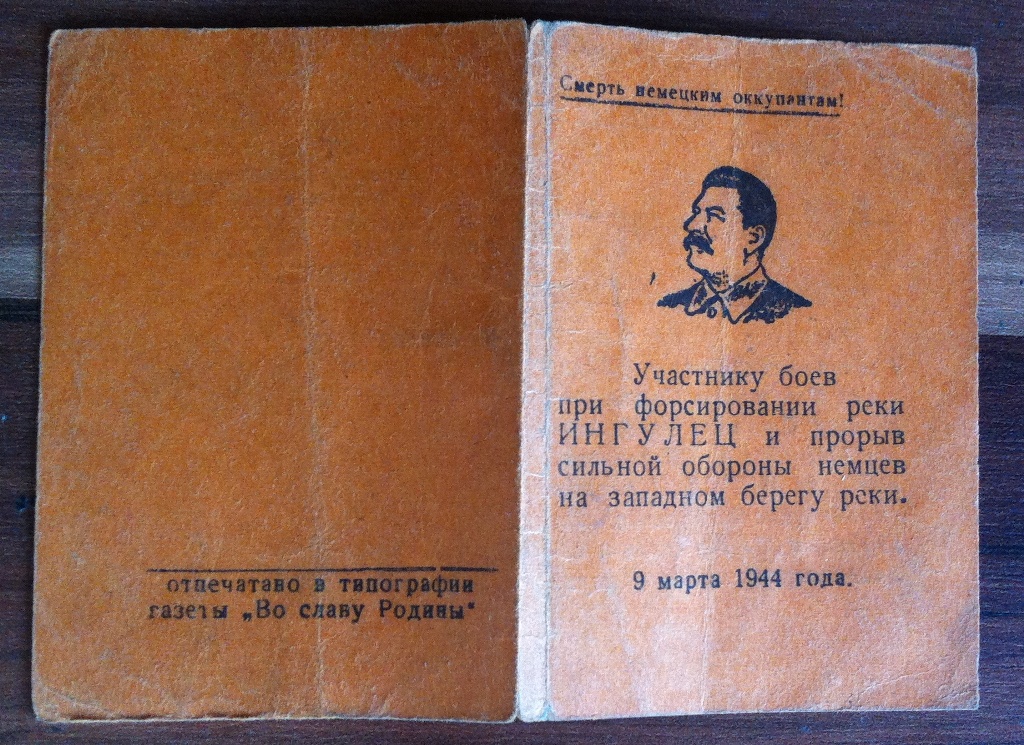 отпечатано в типографии
газеты „Во славу Родины"
Смерть немецким оккупантам!
Участнику боев
при форсировании реки
ИНГУЛЕЦ и прорыв
сильной обороны немцев
на западном берегу реки.
9 марта 1944 года.